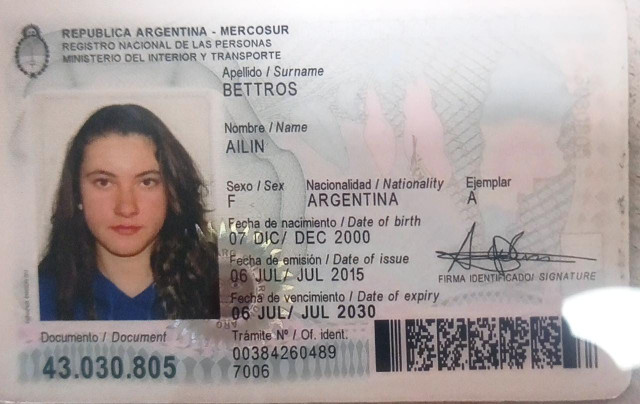 REPUBLICA ARGENTINA - MERCOSUR
REGISTRO NACIONAL DE LAS PERSONAS
MINISTERIO DEL INTERIOR Y TRANSPORTE
Apellido / Surname
BETTROS
Nombre / Name
AILIN
Sexo / Sex Nacionalidad / Nationality Ejemplar
F ARGENTINA A
Fecha de nacimiento / Date of birth
07 DIC/ DEC 2000
Fecha de emisión / Date of issue
06 JUL/ JUL 2015
FIRMA IDENTIFICADO/ SIGNATURE
Fecha de vencimiento / Date of expiry
06 JUL/ JUL 2030
Documento / Document
43.030.805
Trámite Nº / Of. ident.
00384260489
7006